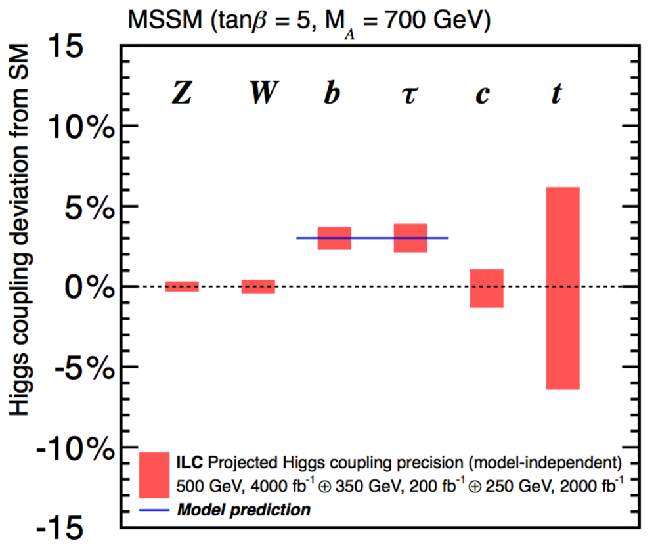 MSSM (tanβ = 5, M_A = 700 GeV)
Higgs coupling deviation from SM
15
10%
5%
0%
-5%
-10%
-15
Z W b τ c t
ILC Projected Higgs coupling precision (model-independent)
500 GeV, 4000 fb⁻¹ ⊕ 350 GeV, 200 fb⁻¹ ⊕ 250 GeV, 2000 fb⁻¹
Model prediction